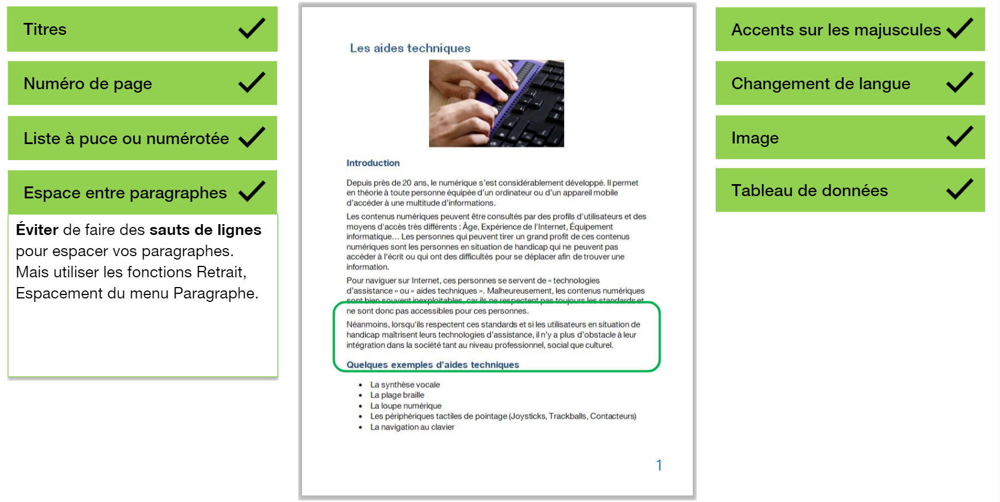 Titres
Numéro de page
Liste à puce ou numérotée
Espace entre paragraphes
Éviter de faire des sauts de lignes
pour espacer vos paragraphes.
Mais utiliser les fonctions Retrait,
Espacement du menu Paragraphe.
Les aides techniques
Introduction
Depuis près de 20 ans, le numérique s’est considérablement développé. Il permet
en théorie à toute personne équipée d’un ordinateur ou d’un appareil mobile
d’accéder à une multitude d’informations.
Les contenus numériques peuvent être consultés par des profils d'utilisateurs et des
moyens d'accès très différents : Âge, Expérience de l'Internet, Équipement
informatique… Les personnes qui peuvent tirer un grand profit de ces contenus
numériques sont les personnes en situation de handicap qui ne peuvent pas
accéder à l'écrit ou qui ont des difficultés pour se déplacer afin de trouver une
information.
Pour naviguer sur Internet, ces personnes se servent de « technologies
d’assistance » ou « aides techniques ». Malheureusement, les contenus numériques
sont bien souvent inexploitables, car ils ne respectent pas toujours les standards et
ne sont donc pas accessibles pour ces personnes.
Néanmoins, lorsqu'ils respectent ces standards et si les utilisateurs en situation de
handicap maîtrisent leurs technologies d’assistance, il n’y a plus d’obstacle à leur
intégration dans la société tant au niveau professionnel, social que culturel.
Quelques exemples d’aides techniques
• La synthèse vocale
• La plage braille
• La loupe numérique
• Les périphériques tactiles de pointage (Joysticks, Trackballs, Contacteurs)
• La navigation au clavier
1
Accents sur les majuscules
Changement de langue
Image
Tableau de données